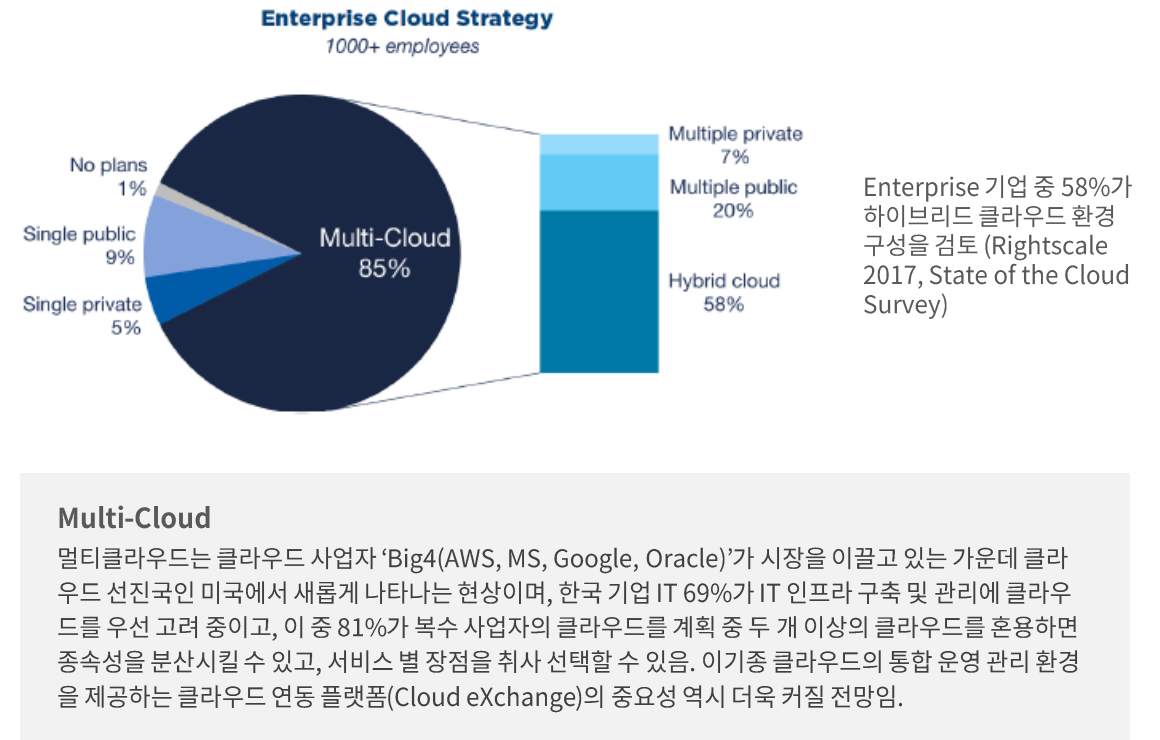 Enterprise Cloud Strategy
1000+ employees
No plans
1%
Single public
9%
Single private
5%
Multi-Cloud
85%
Multiple private
7%
Multiple public
20%
Hybrid cloud
58%
Enterprise 기업 중 58%가
하이브리드 클라우드 환경
구성을 검토 (Rightscale
2017, State of the Cloud
Survey)
Multi-Cloud
멀티클라우드는 클라우드 사업자 ‘Big4(AWS, MS, Google, Oracle)’가 시장을 이끌고 있는 가운데 클라
우드 선진국인 미국에서 새롭게 나타나는 현상이며, 한국 기업 IT 69%가 IT 인프라 구축 및 관리에 클라우
드를 우선 고려 중이고, 이 중 81%가 복수 사업자의 클라우드를 계획 중 두 개 이상의 클라우드를 혼용하면
종속성을 분산시킬 수 있고, 서비스 별 장점을 취사 선택할 수 있음. 이기종 클라우드의 통합 운영 관리 환경
을 제공하는 클라우드 연동 플랫폼(Cloud eXchange)의 중요성 역시 더욱 커질 전망임.